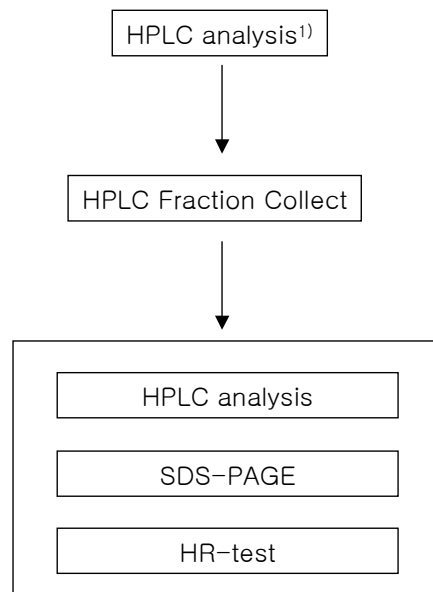 HPLC analysis¹⁾
HPLC Fraction Collect
HPLC analysis
SDS-PAGE
HR-test